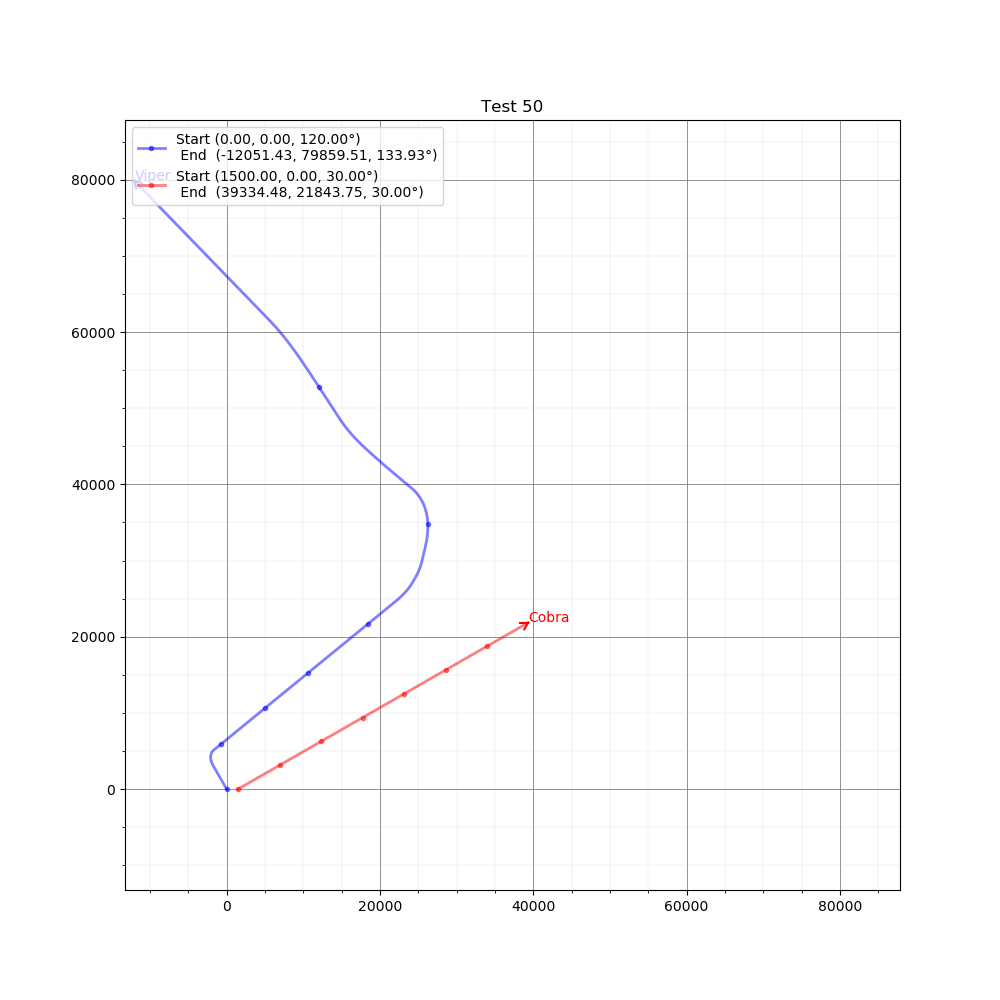 Test 50
Start (0.00, 0.00, 120.00°)
End (-12051.43, 79859.51, 133.93°)
Viper
Start (1500.00, 0.00, 30.00°)
End (39334.48, 21843.75, 30.00°)
80000
60000
40000
20000
0
Cobra
0
20000
40000
60000
80000